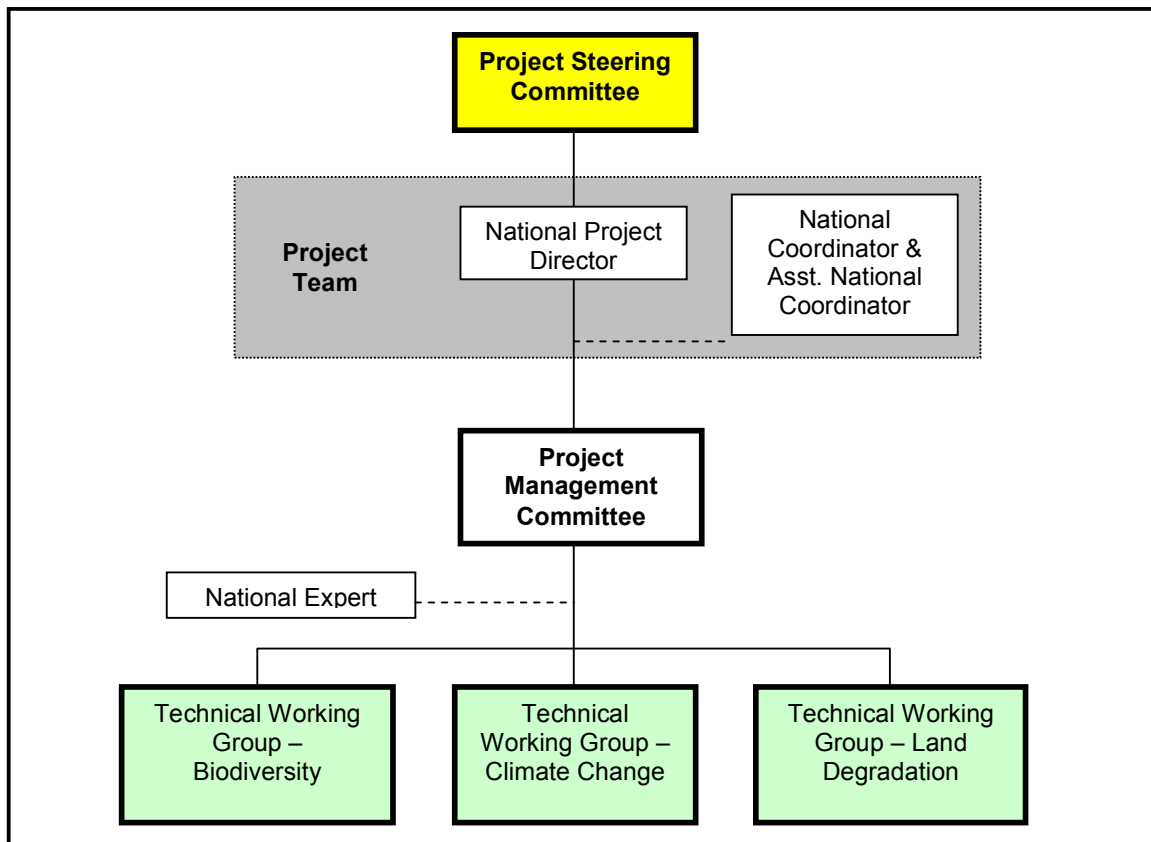 Project Steering
Committee
Project
Team
National Project
Director
National
Coordinator &
Asst. National
Coordinator
Project
Management
Committee
National Expert
Technical Working
Group –
Biodiversity
Technical
Working Group –
Climate Change
Technical Working
Group – Land
Degradation